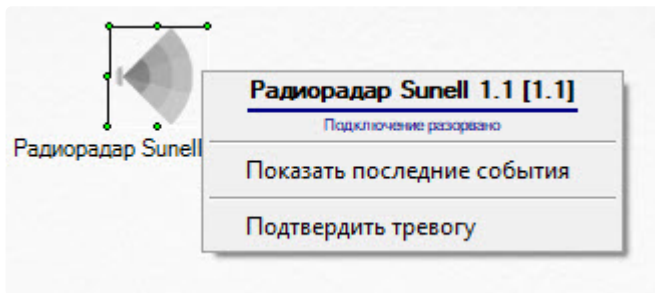 Радиорадар Sunell 1.1 [1.1]
Подключение разорвано
Радиорадар Sunell
Показать последние события
Подтвердить тревогу